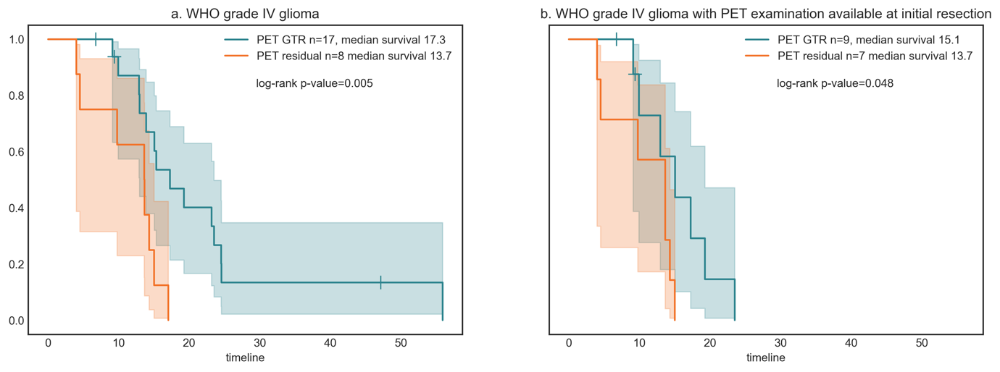 a. WHO grade IV glioma
PET GTR n=17, median survival 17.3
PET residual n=8 median survival 13.7
log-rank p-value=0.005
1.0
0.8
0.6
0.4
0.2
0.0
0 10 20 30 40 50
timeline
b. WHO grade IV glioma with PET examination available at initial resection
PET GTR n=9, median survival 15.1
PET residual n=7 median survival 13.7
log-rank p-value=0.048
0 10 20 30 40 50
timeline